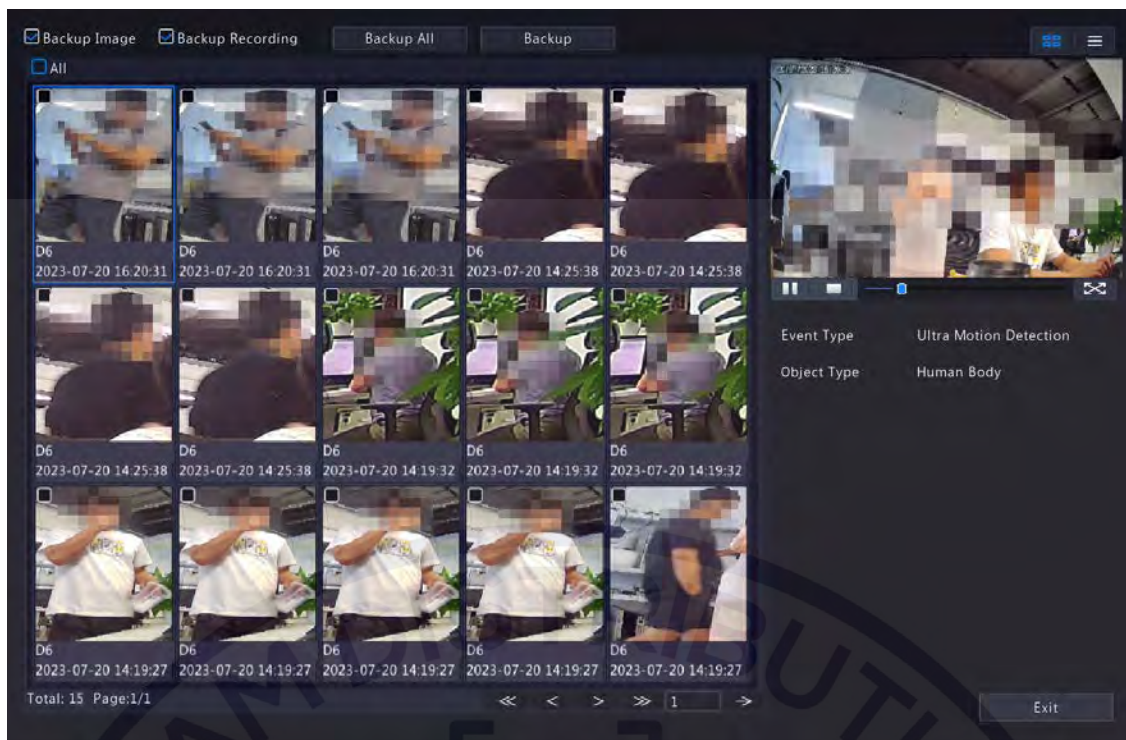 Backup Image Backup Recording Backup All Backup
All
D6 D6 D6 D6 D6
2023-07-20 16:20:31 2023-07-20 16:20:31 2023-07-20 16:20:31 2023-07-20 14:25:38 2023-07-20 14:25:38
Event Type Ultra Motion Detection
Object Type Human Body
D6 D6 D6 D6 D6
2023-07-20 14:25:38 2023-07-20 14:25:38 2023-07-20 14:19:32 2023-07-20 14:19:32 2023-07-20 14:19:32
D6 D6 D6 D6 D6
2023-07-20 14:19:27 2023-07-20 14:19:27 2023-07-20 14:19:27 2023-07-20 14:19:27 2023-07-20 14:19:27
Total: 15 Page:1/1 1
Exit